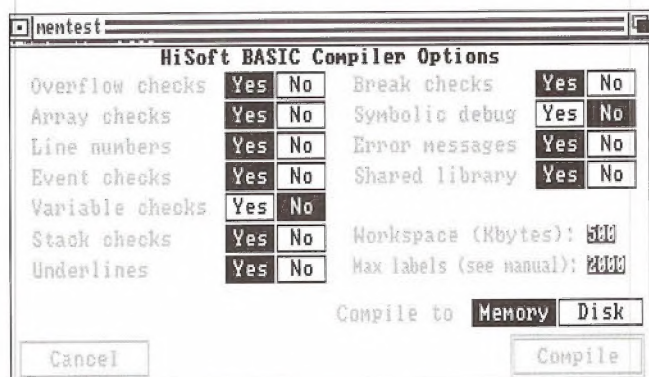 memtest
HiSoft BASIC Compiler Options
Overflow checks Yes No Break checks Yes No
Array checks Yes No Symbolic debug Yes No
Line numbers Yes No Error messages Yes No
Event checks Yes No Shared library Yes No
Variable checks Yes No
Stack checks Yes No Workspace (Kbytes): 500
Underlines Yes No Max labels (see manual): 2000
Compile to Memory Disk
Cancel Compile